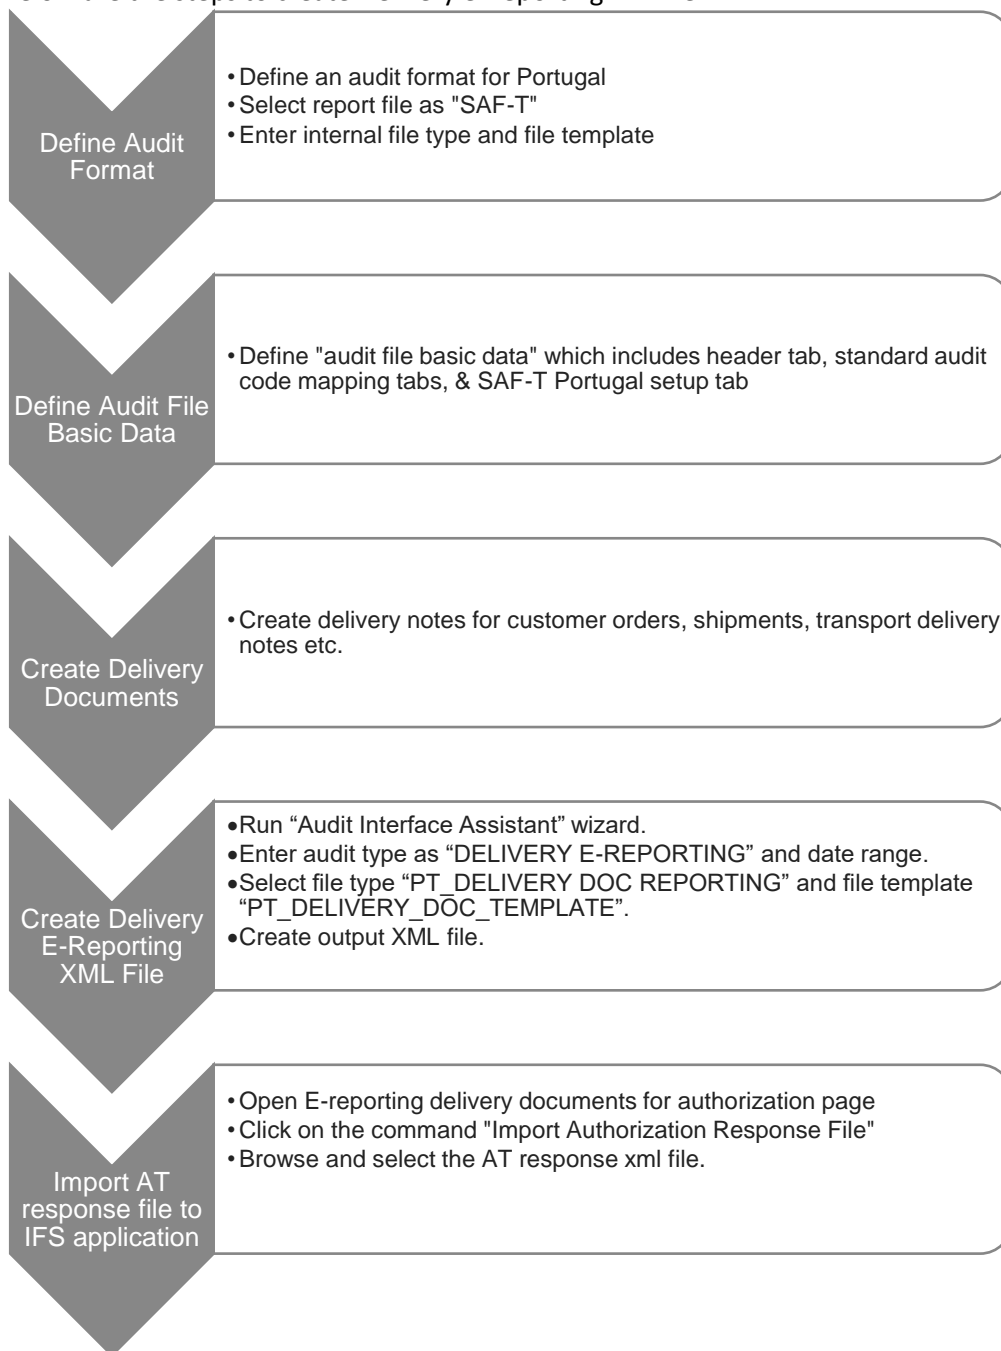 Define Audit
Format
• Define an audit format for Portugal
• Select report file as "SAF-T"
• Enter internal file type and file template
Define Audit File
Basic Data
• Define "audit file basic data" which includes header tab, standard audit
code mapping tabs, & SAF-T Portugal setup tab
Create Delivery
Documents
• Create delivery notes for customer orders, shipments, transport delivery
notes etc.
Create Delivery
E-Reporting
XML File
•Run “Audit Interface Assistant” wizard.
•Enter audit type as “DELIVERY E-REPORTING” and date range.
•Select file type “PT_DELIVERY DOC REPORTING” and file template
“PT_DELIVERY_DOC_TEMPLATE”.
•Create output XML file.
Import AT
response file to
IFS application
• Open E-reporting delivery documents for authorization page
• Click on the command "Import Authorization Response File"
• Browse and select the AT response xml file.